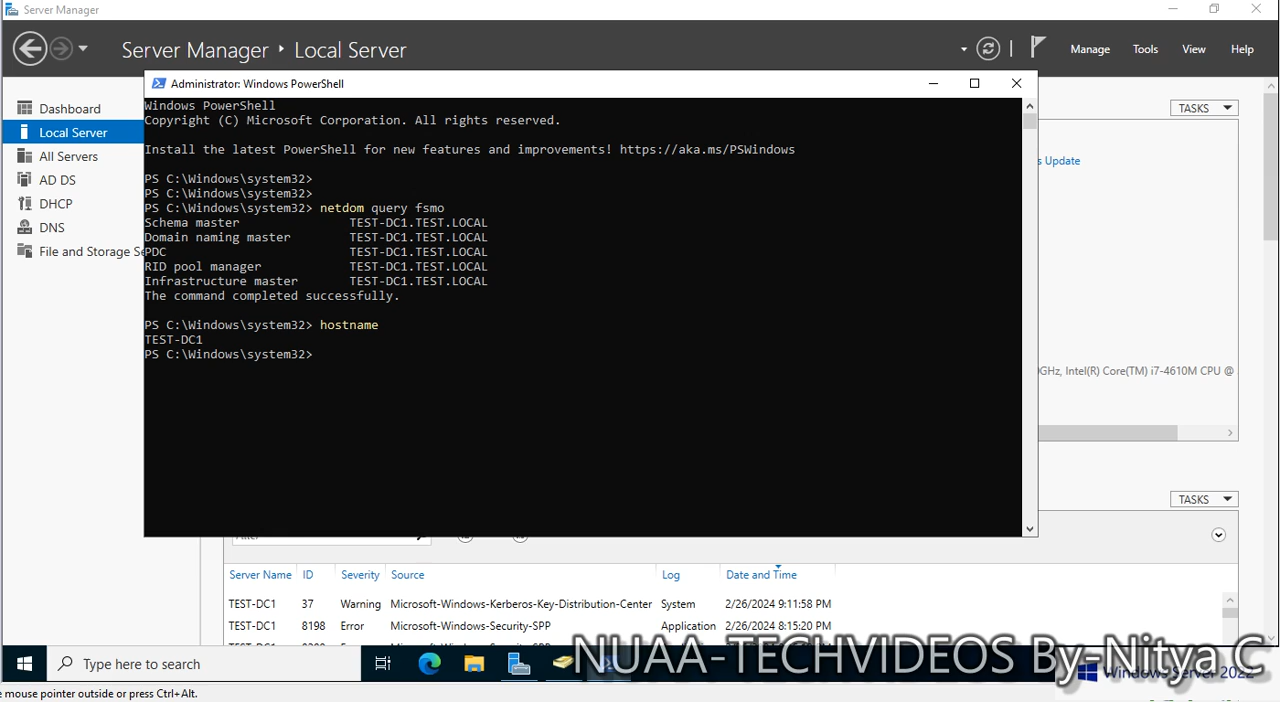 Server Manager
Server Manager • Local Server
Manage Tools View Help
Administrator: Windows PowerShell
Dashboard
Local Server
All Servers
AD DS
DHCP
DNS
File and Storage Se
Windows PowerShell
Copyright (C) Microsoft Corporation. All rights reserved.
Install the latest PowerShell for new features and improvements! https://aka.ms/PSWindows
PS C:\Windows\system32>
PS C:\Windows\system32>
PS C:\Windows\system32> netdom query fsmo
Schema master TEST-DC1.TEST.LOCAL
Domain naming master TEST-DC1.TEST.LOCAL
PDC TEST-DC1.TEST.LOCAL
RID pool manager TEST-DC1.TEST.LOCAL
Infrastructure master TEST-DC1.TEST.LOCAL
The command completed successfully.
PS C:\Windows\system32> hostname
TEST-DC1
PS C:\Windows\system32>
TASKS
s Update
GHz, Intel(R) Core(TM) i7-4610M CPU @
TASKS
Server Name ID Severity Source Log Date and Time
TEST-DC1 37 Warning Microsoft-Windows-Kerberos-Key-Distribution-Center System 2/26/2024 9:11:58 PM
TEST-DC1 8198 Error Microsoft-Windows-Security-SPP Application 2/26/2024 8:15:20 PM
Type here to search
NUAA-TECHVIDEOS By-Nitya C
Windows Server 2022
e mouse pointer outside or press Ctrl+Alt.